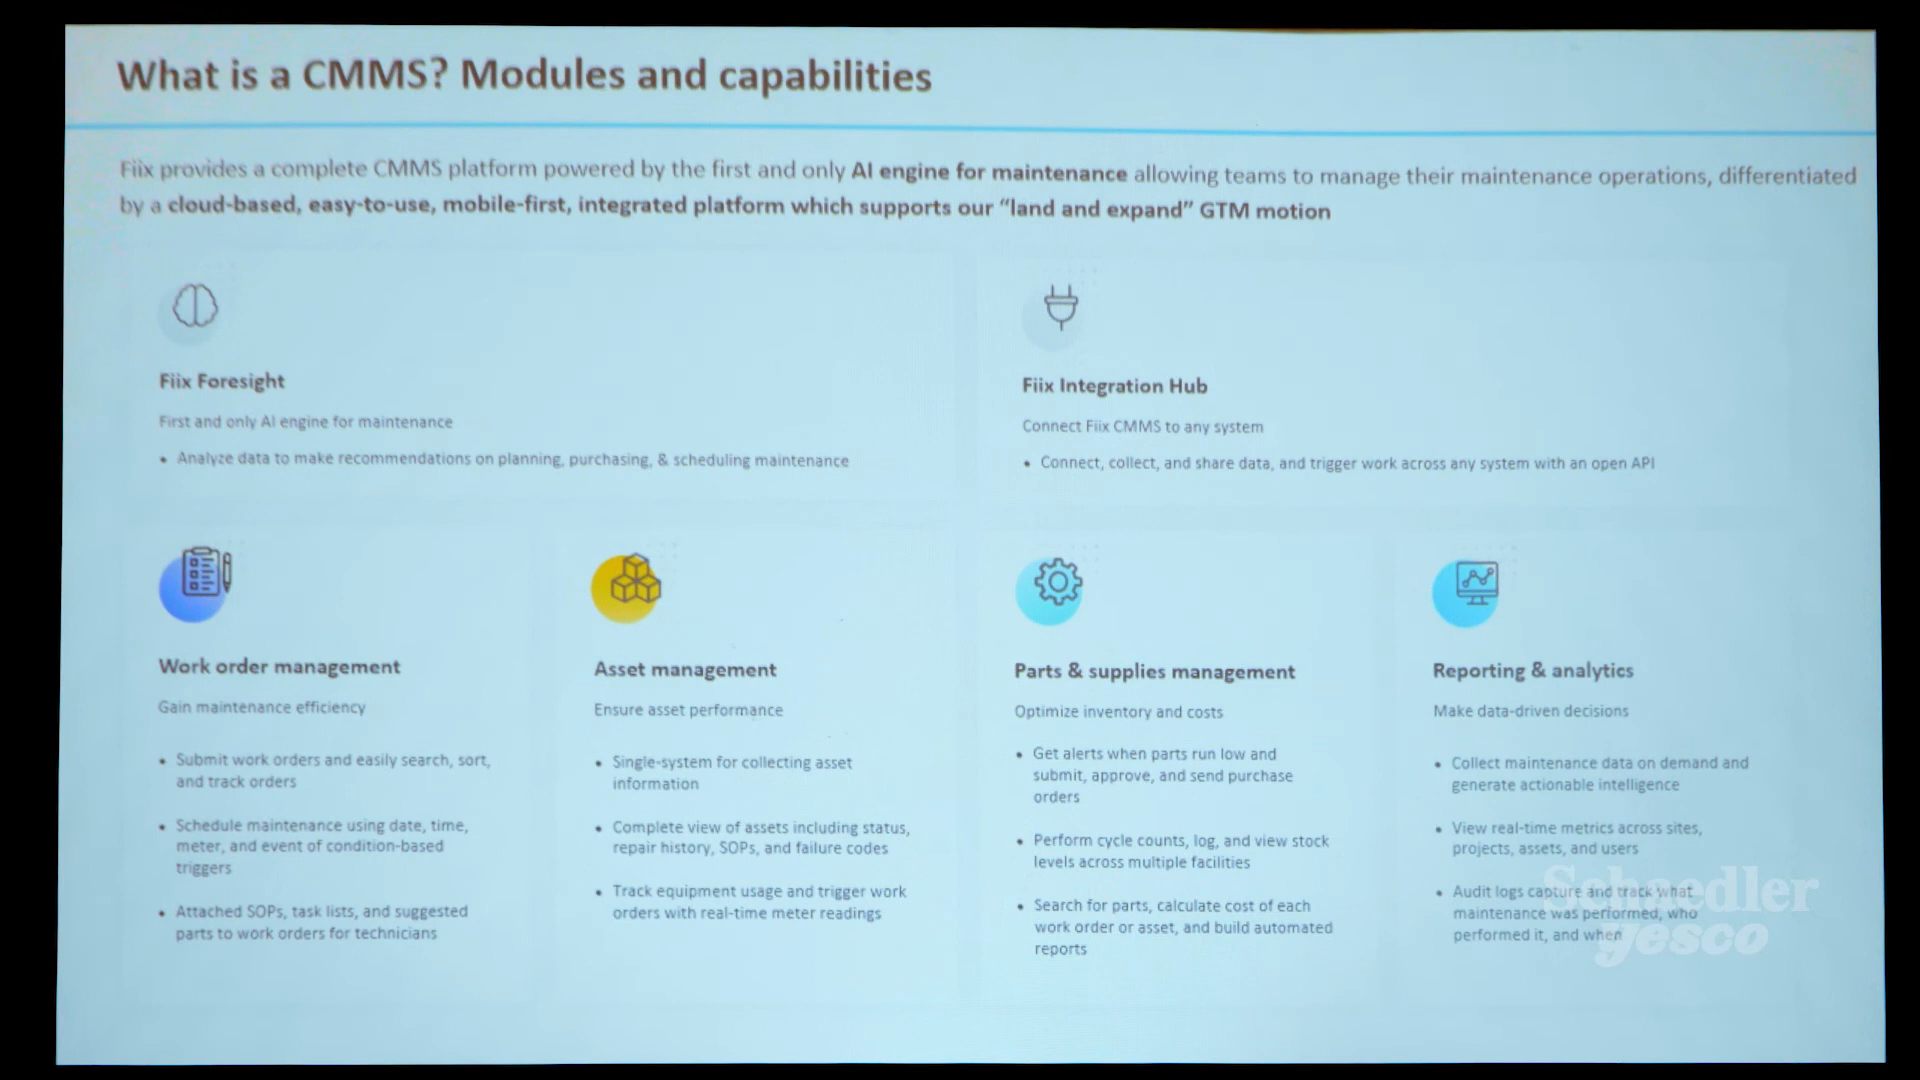 What is a CMMS? Modules and capabilities
Fiix provides a complete CMMS platform powered by the first and only AI engine for maintenance allowing teams to manage their maintenance operations, differentiated
by a cloud-based, easy-to-use, mobile-first, integrated platform which supports our “land and expand” GTM motion
Fiix Foresight
First and only AI engine for maintenance
• Analyze data to make recommendations on planning, purchasing, & scheduling maintenance
Fiix Integration Hub
Connect Fiix CMMS to any system
• Connect, collect, and share data, and trigger work across any system with an open API
Work order management
Gain maintenance efficiency
• Submit work orders and easily search, sort,
and track orders
• Schedule maintenance using date, time,
meter, and event of condition-based
triggers
• Attached SOPs, task lists, and suggested
parts to work orders for technicians
Asset management
Ensure asset performance
• Single-system for collecting asset
information
• Complete view of assets including status,
repair history, SOPs, and failure codes
• Track equipment usage and trigger work
orders with real-time meter readings
Parts & supplies management
Optimize inventory and costs
• Get alerts when parts run low and
submit, approve, and send purchase
orders
• Perform cycle counts, log, and view stock
levels across multiple facilities
• Search for parts, calculate cost of each
work order or asset, and build automated
reports
Reporting & analytics
Make data-driven decisions
• Collect maintenance data on demand and
generate actionable intelligence
• View real-time metrics across sites,
projects, assets, and users
• Audit logs capture and track what
maintenance was performed, who
performed it, and when
Schaedler
yesco